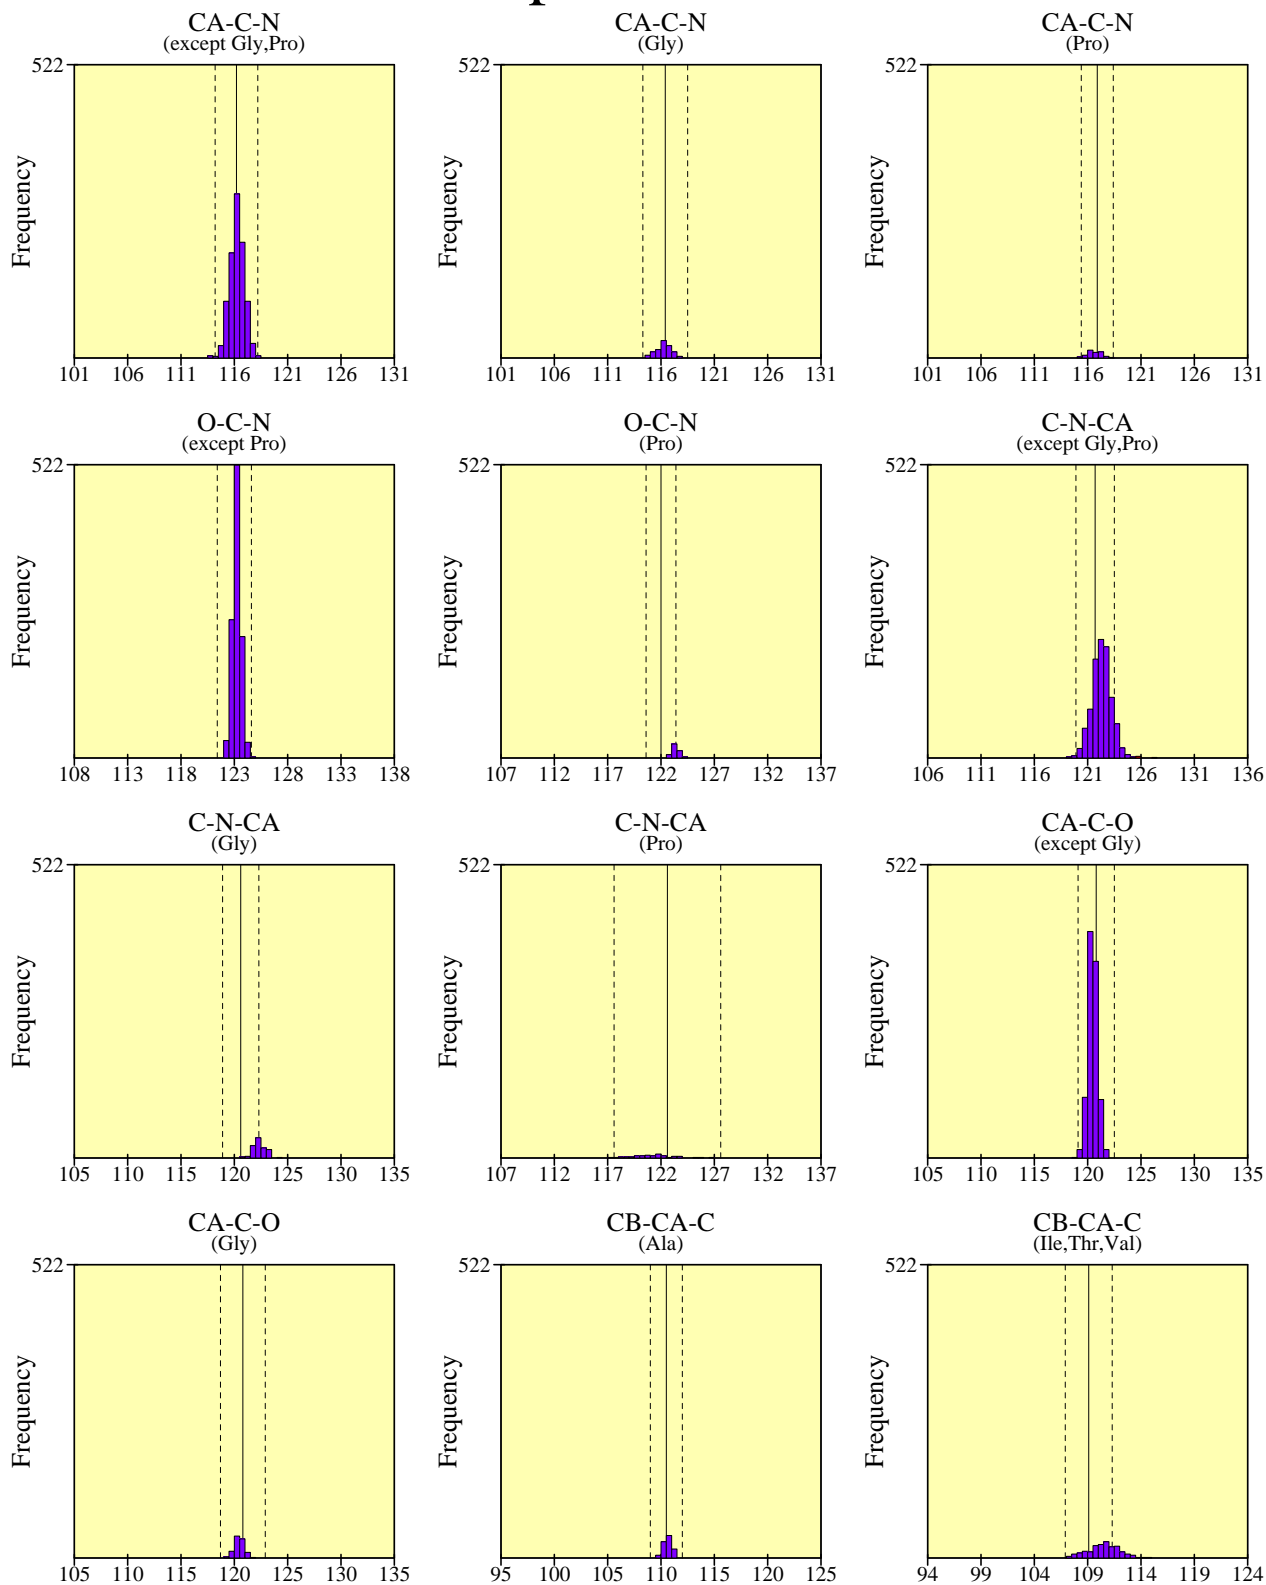 CA-C-N
(except Gly,Pro)
522
Frequency
101 106 111 116 121 126 131
CA-C-N
(Gly)
Frequency
101 106 111 116 121 126 131
CA-C-N
(Pro)
Frequency
101 106 111 116 121 126 131
O-C-N
(except Pro)
522
Frequency
108 113 118 123 128 133 138
O-C-N
(Pro)
Frequency
107 112 117 122 127 132 137
C-N-CA
(except Gly,Pro)
522
Frequency
106 111 116 121 126 131 136
C-N-CA
(Gly)
522
Frequency
105 110 115 120 125 130 135
C-N-CA
(Pro)
522
Frequency
107 112 117 122 127 132 137
CA-C-O
(except Gly)
522
Frequency
105 110 115 120 125 130 135
CA-C-O
(Gly)
522
Frequency
105 110 115 120 125 130 135
CB-CA-C
(Ala)
522
Frequency
95 100 105 110 115 120 125
CB-CA-C
(Ile,Thr,Val)
522
Frequency
94 99 104 109 114 119 124